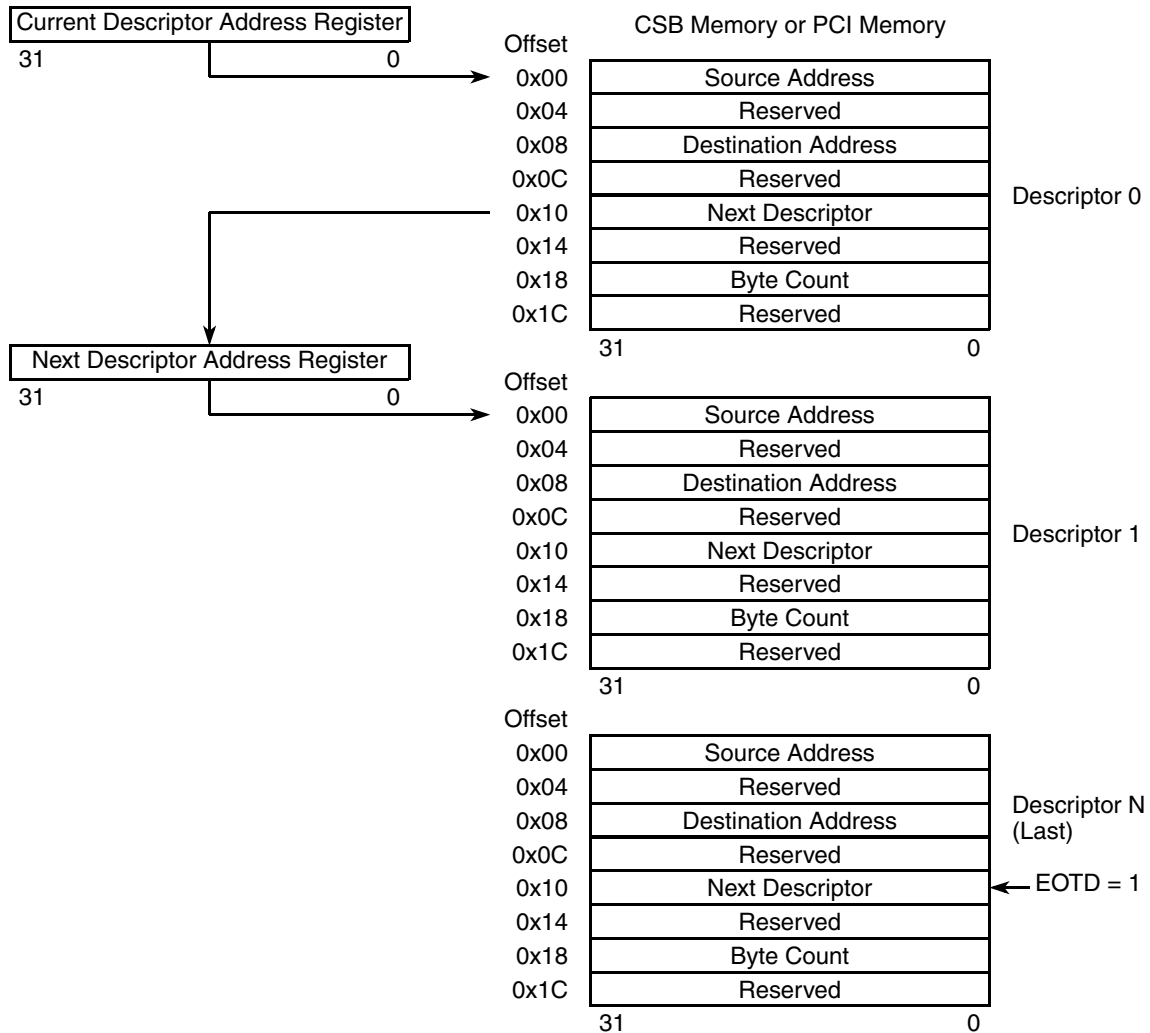 Current Descriptor Address Register
31 0
CSB Memory or PCI Memory
Offset
0x00 Source Address
0x04 Reserved
0x08 Destination Address
0x0C Reserved
0x10 Next Descriptor
0x14 Reserved
0x18 Byte Count
0x1C Reserved
31 0
Descriptor 0
Next Descriptor Address Register
31 0
Offset
0x00 Source Address
0x04 Reserved
0x08 Destination Address
0x0C Reserved
0x10 Next Descriptor
0x14 Reserved
0x18 Byte Count
0x1C Reserved
31 0
Descriptor 1
Offset
0x00 Source Address
0x04 Reserved
0x08 Destination Address
0x0C Reserved
0x10 Next Descriptor
0x14 Reserved
0x18 Byte Count
0x1C Reserved
31 0
Descriptor N
(Last)
EOTD = 1